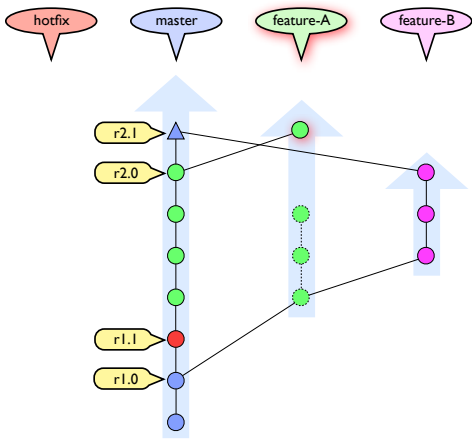 hotfix
master
feature-A
feature-B
r2.1
r2.0
r1.1
r1.0